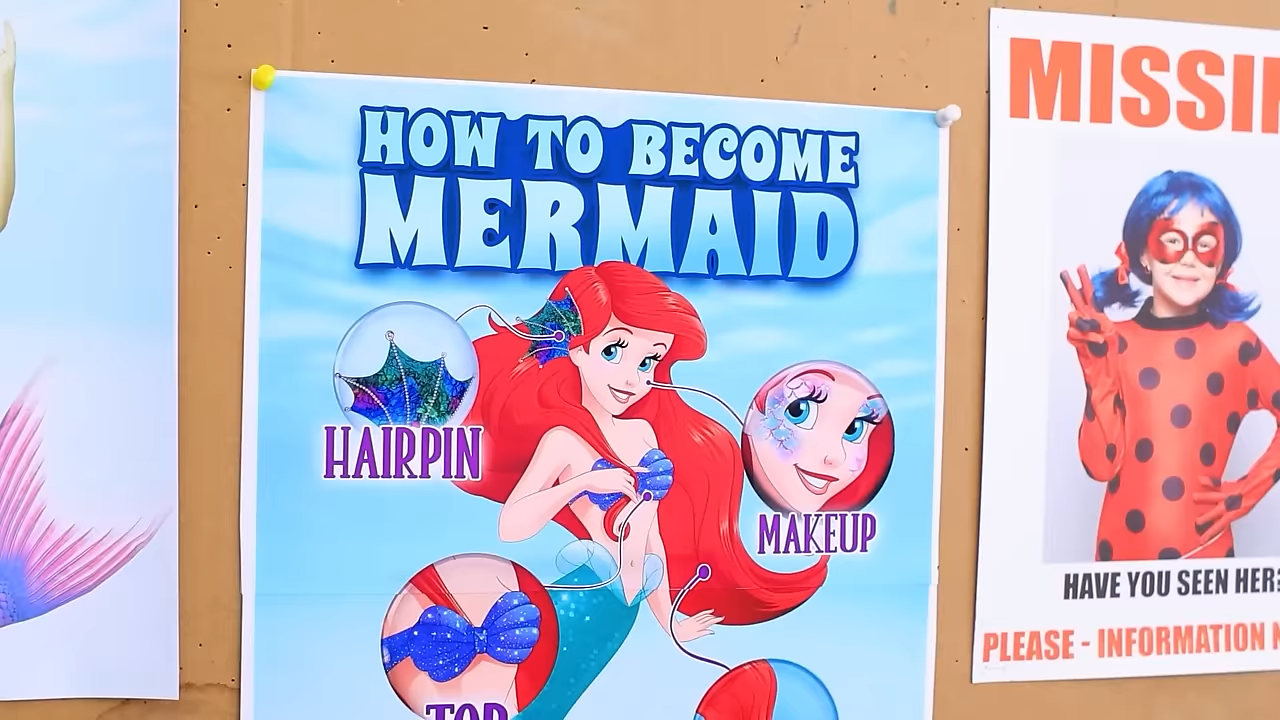 HOW TO BECOME
MERMAID
HAIRPIN
MAKEUP
TOP
MISSI
HAVE YOU SEEN HER
PLEASE - INFORMATION